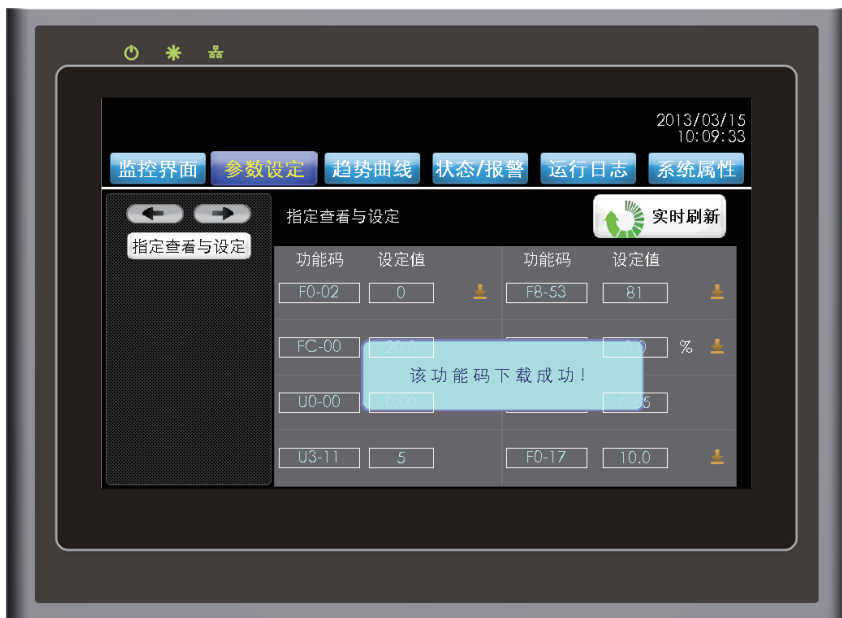 2013/03/15
10:09:33
监控界面 参数设定 趋势曲线 状态/报警 运行日志 系统属性
指定查看与设定 实时刷新
指定查看与设定
功能码 设定值 功能码 设定值
F0-02 0 F8-53 81
FC-00 20.0 %
该功能码下载成功!
U0-00 0.00
U3-11 5 F0-17 10.0